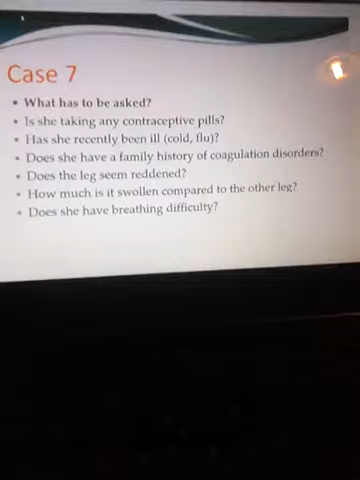 Case 7
• What has to be asked?
• Is she taking any contraceptive pills?
• Has she recently been ill (cold, flu)?
• Does she have a family history of coagulation disorders?
• Does the leg seem reddened?
• How much is it swollen compared to the other leg?
• Does she have breathing difficulty?